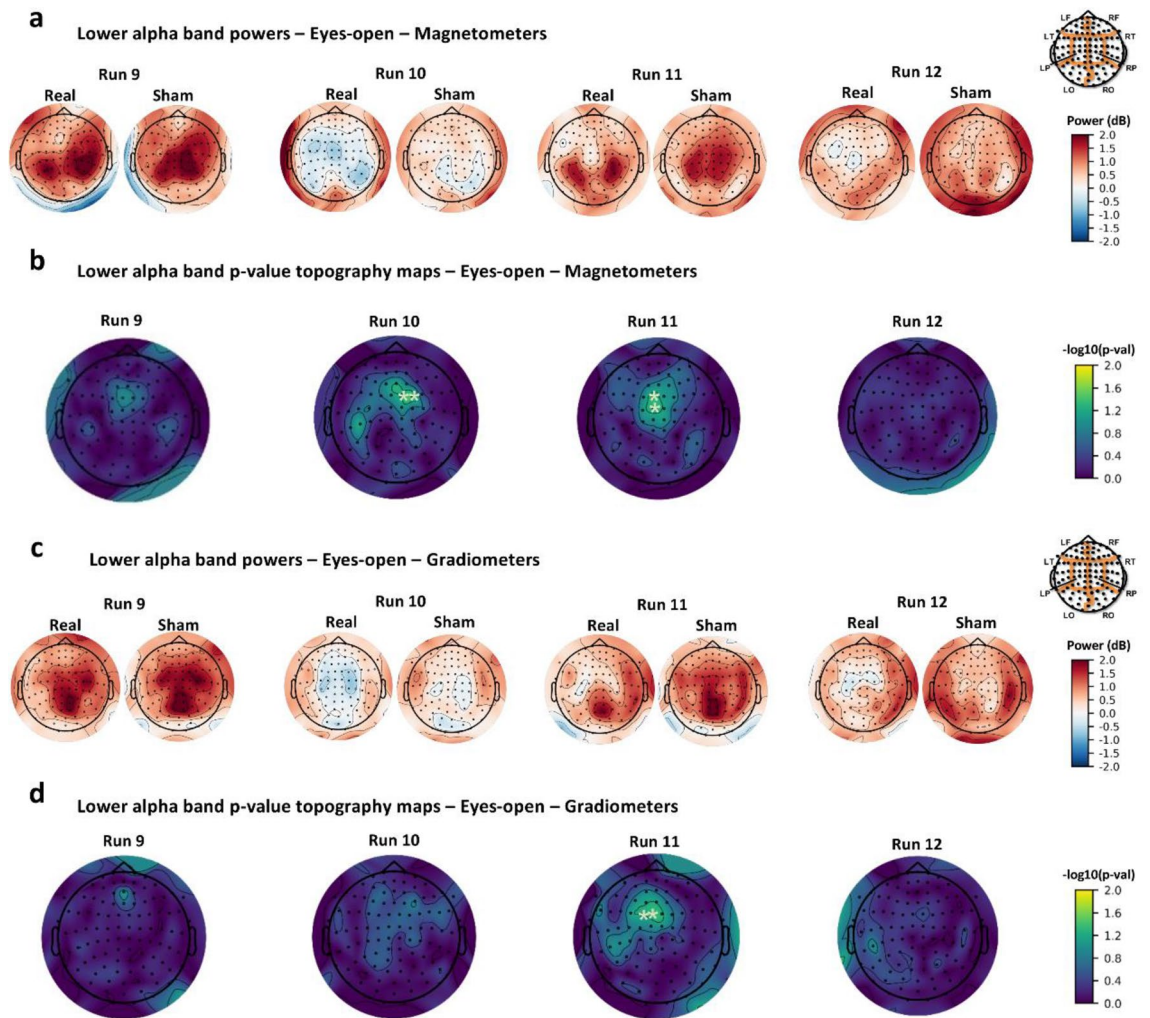 a
Lower alpha band powers – Eyes-open – Magnetometers
Run 9
Real Sham
Run 10
Real Sham
Run 11
Real Sham
Run 12
Real Sham
LF RF
LT RT
LP RP
LO RO
Power (dB)
2.0
1.5
1.0
0.5
0.0
-0.5
-1.0
-1.5
-2.0
b
Lower alpha band p-value topography maps – Eyes-open – Magnetometers
Run 9
Run 10
**
Run 11
*
*
Run 12
-log10(p-val)
2.0
1.6
1.2
0.8
0.4
0.0
c
Lower alpha band powers – Eyes-open – Gradiometers
Run 9
Real Sham
Run 10
Real Sham
Run 11
Real Sham
Run 12
Real Sham
LF RF
LT RT
LP RP
LO RO
Power (dB)
2.0
1.5
1.0
0.5
0.0
-0.5
-1.0
-1.5
-2.0
d
Lower alpha band p-value topography maps – Eyes-open – Gradiometers
Run 9
Run 10
Run 11
**
Run 12
-log10(p-val)
2.0
1.6
1.2
0.8
0.4
0.0